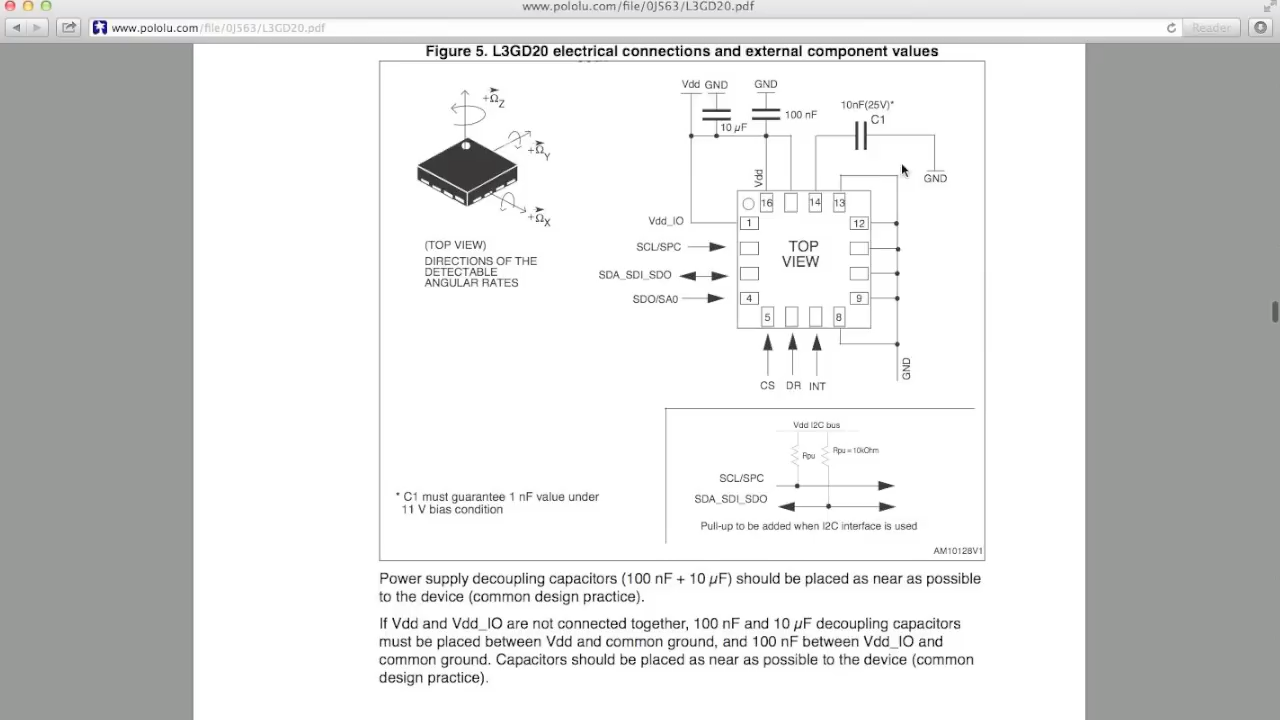 www.pololu.com/file/0J563/L3GD20.pdf
www.pololu.com/file/0J563/L3GD20.pdf
Reader
Figure 5. L3GD20 electrical connections and external component values
+Ω
Z
+Ω
Y
+Ω
X
(TOP VIEW)
DIRECTIONS OF THE
DETECTABLE
ANGULAR RATES
Vdd GND
GND
10 µF
100 nF
10nF(25V)*
C1
GND
Vdd
16
14
13
Vdd_IO
1
12
SCL/SPC
TOP
VIEW
SDA_SDI_SDO
SDO/SA0
4
9
5
8
GND
CS DR INT
Vdd I2C bus
Rpu
Rpu = 10kOhm
SCL/SPC
SDA_SDI_SDO
Pull-up to be added when I2C interface is used
* C1 must guarantee 1 nF value under
11 V bias condition
AM10128V1
Power supply decoupling capacitors (100 nF + 10 µF) should be placed as near as possible
to the device (common design practice).
If Vdd and Vdd_IO are not connected together, 100 nF and 10 µF decoupling capacitors
must be placed between Vdd and common ground, and 100 nF between Vdd_IO and
common ground. Capacitors should be placed as near as possible to the device (common
design practice).